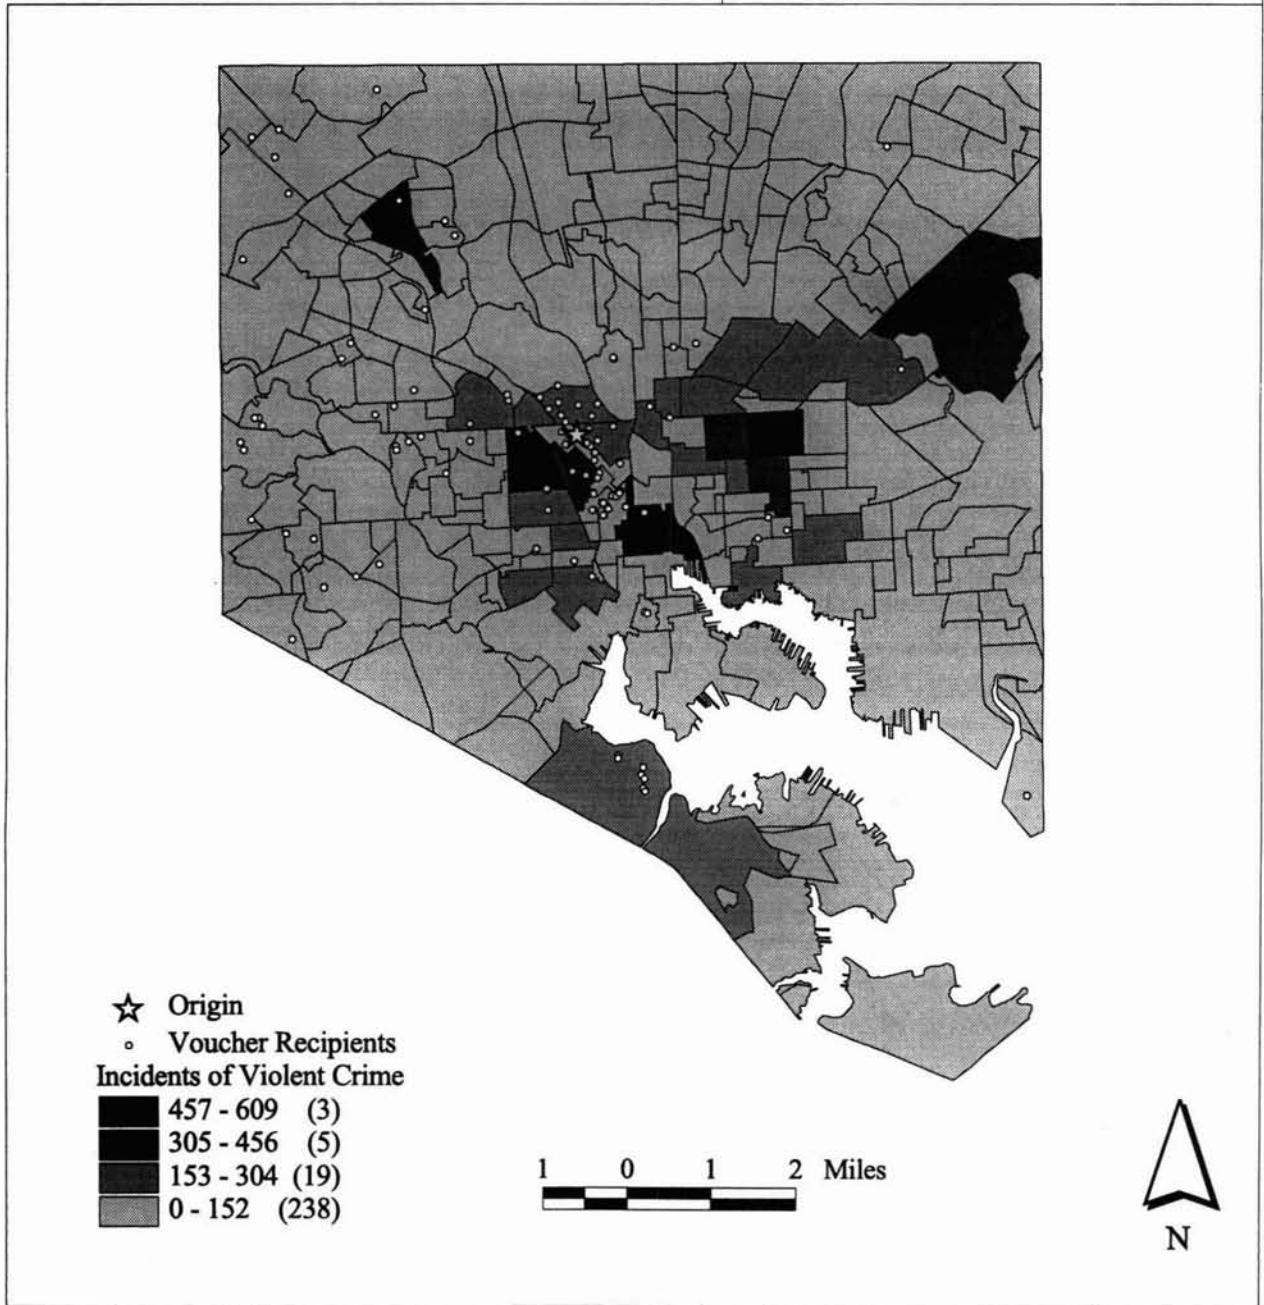 Origin
Voucher Recipients
Incidents of Violent Crime
457 - 609 (3)
305 - 456 (5)
153 - 304 (19)
0 - 152 (238)
1 0 1 2 Miles
N